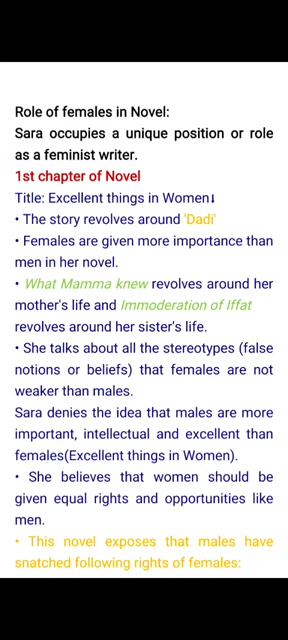 Role of females in Novel:
Sara occupies a unique position or role
as a feminist writer.
1st chapter of Novel
Title: Excellent things in Women⬇
• The story revolves around 'Dadi'
• Females are given more importance than
men in her novel.
• What Mamma knew revolves around her
mother's life and Immoderation of Iffat
revolves around her sister's life.
• She talks about all the stereotypes (false
notions or beliefs) that females are not
weaker than males.
Sara denies the idea that males are more
important, intellectual and excellent than
females(Excellent things in Women).
• She believes that women should be
given equal rights and opportunities like
men.
• This novel exposes that males have
snatched following rights of females: